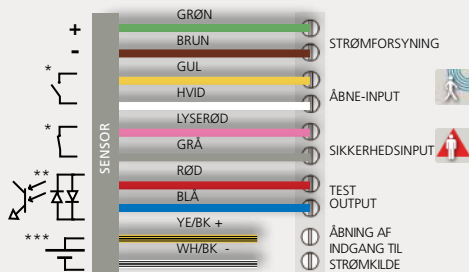 GRØN
+
BRUN
STRØMFORSYNING
-
GUL
*
HVID
ÅBNE-INPUT
LYSERØD
*
GRÅ
SIKKERHEDSINPUT
SENSOR
RØD
**
TEST
BLÅ
OUTPUT
YE/BK +
ÅBNING AF
***
WH/BK -
INDGANG TIL
STRØMKILDE